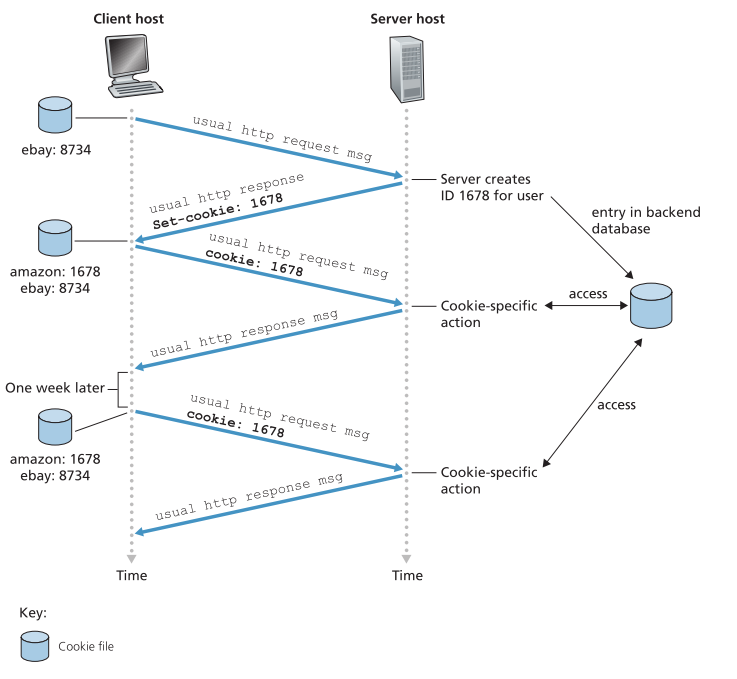 Client host
Server host
ebay: 8734
usual http request msg
Server creates
ID 1678 for user
usual http response
Set-cookie: 1678
entry in backend
database
amazon: 1678
ebay: 8734
usual http request msg
cookie: 1678
Cookie-specific
action
access
usual http response msg
One week later
usual http request msg
cookie: 1678
access
amazon: 1678
ebay: 8734
Cookie-specific
action
usual http response msg
Time
Time
Key:
Cookie file